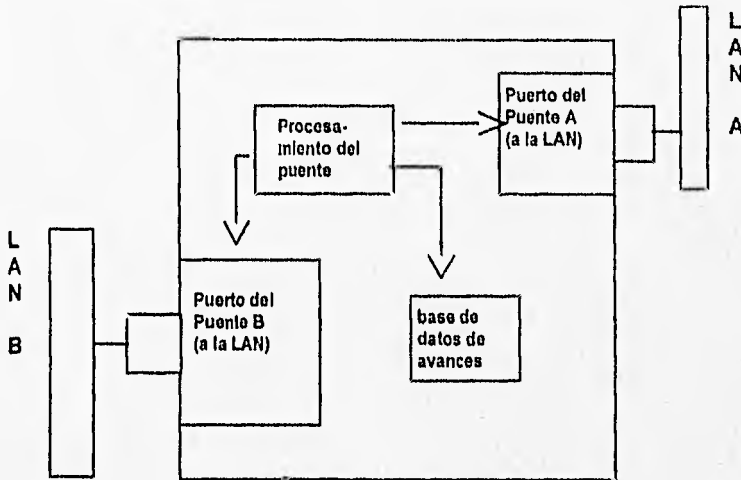 L
A
N
A
Puerto del
Puente A
(a la LAN)
Procesa-
miento del
puente
L
A
N
B
Puerto del
Puente B
(a la LAN)
base de
datos de
avances